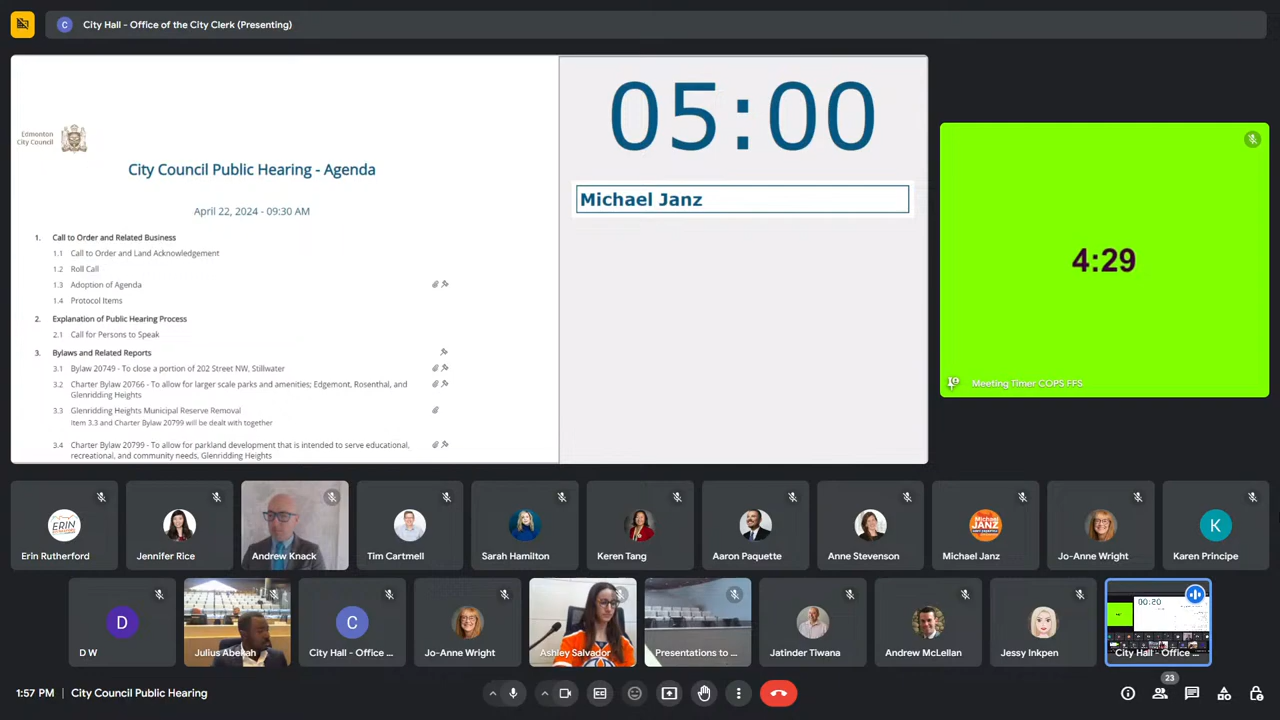 City Hall - Office of the City Clerk (Presenting)
Edmonton
City Council
City Council Public Hearing - Agenda
April 22, 2024 - 09:30 AM
1. Call to Order and Related Business
1.1 Call to Order and Land Acknowledgement
1.2 Roll Call
1.3 Adoption of Agenda
1.4 Protocol Items
2. Explanation of Public Hearing Process
2.1 Call for Persons to Speak
3. Bylaws and Related Reports
3.1 Bylaw 20749 - To close a portion of 202 Street NW, Stillwater
3.2 Charter Bylaw 20766 - To allow for larger scale parks and amenities; Edgemont, Rosenthal, and
Glenridding Heights
3.3 Glenridding Heights Municipal Reserve Removal
Item 3.3 and Charter Bylaw 20799 will be dealt with together
3.4 Charter Bylaw 20799 - To allow for parkland development that is intended to serve educational,
recreational, and community needs, Glenridding Heights
05:00
Michael Janz
4:29
Meeting Timer COPS FFS
ERIN
Erin Rutherford
Jennifer Rice
Andrew Knack
Tim Cartmell
Sarah Hamilton
Keren Tang
Aaron Paquette
Anne Stevenson
Michael
JANZ
Michael Janz
Jo-Anne Wright
K
Karen Principe
D
D W
Julius Abekah
C
City Hall - Office ...
Jo-Anne Wright
Ashley Salvador
Presentations to ...
Jatinder Tiwana
Andrew McLellan
Jessy Inkpen
City Hall - Office ...
1:57 PM | City Council Public Hearing
23